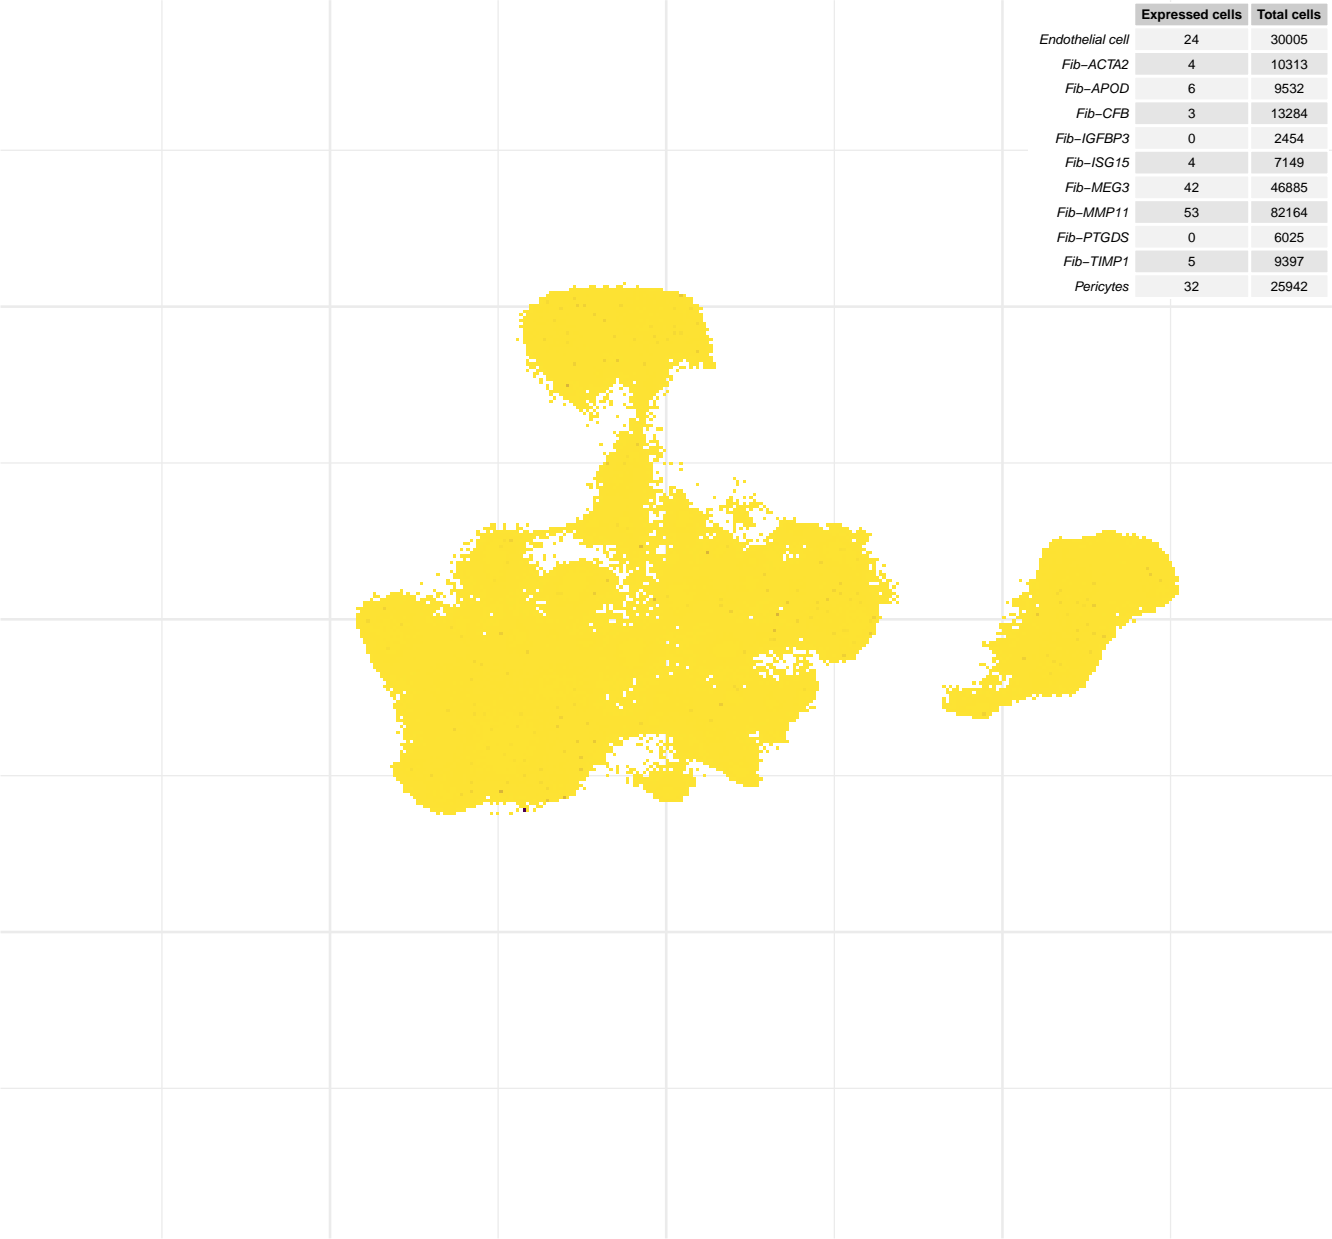 Expressed cells Total cells
Endothelial cell 24 30005
Fib−ACTA2 4 10313
Fib−APOD 6 9532
Fib−CFB 3 13284
Fib−IGFBP3 0 2454
Fib−ISG15 4 7149
Fib−MEG3 42 46885
Fib−MMP11 53 82164
Fib−PTGDS 0 6025
Fib−TIMP1 5 9397
Pericytes 32 25942